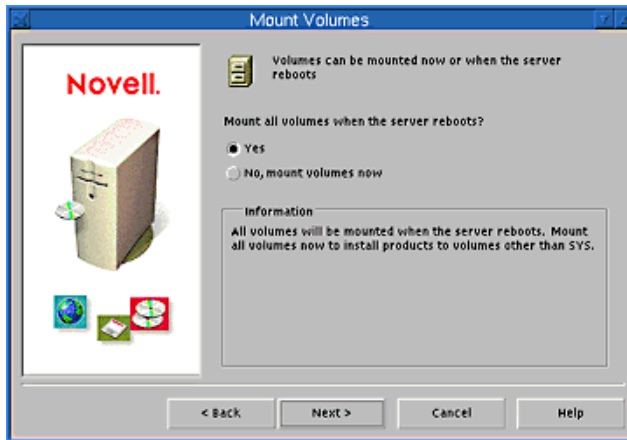 Mount Volumes
Novell.
Volumes can be mounted now or when the server
reboots
Mount all volumes when the server reboots?
Yes
No, mount volumes now
Information
All volumes will be mounted when the server reboots. Mount
all volumes now to install products to volumes other than SYS.
< Back
Next >
Cancel
Help